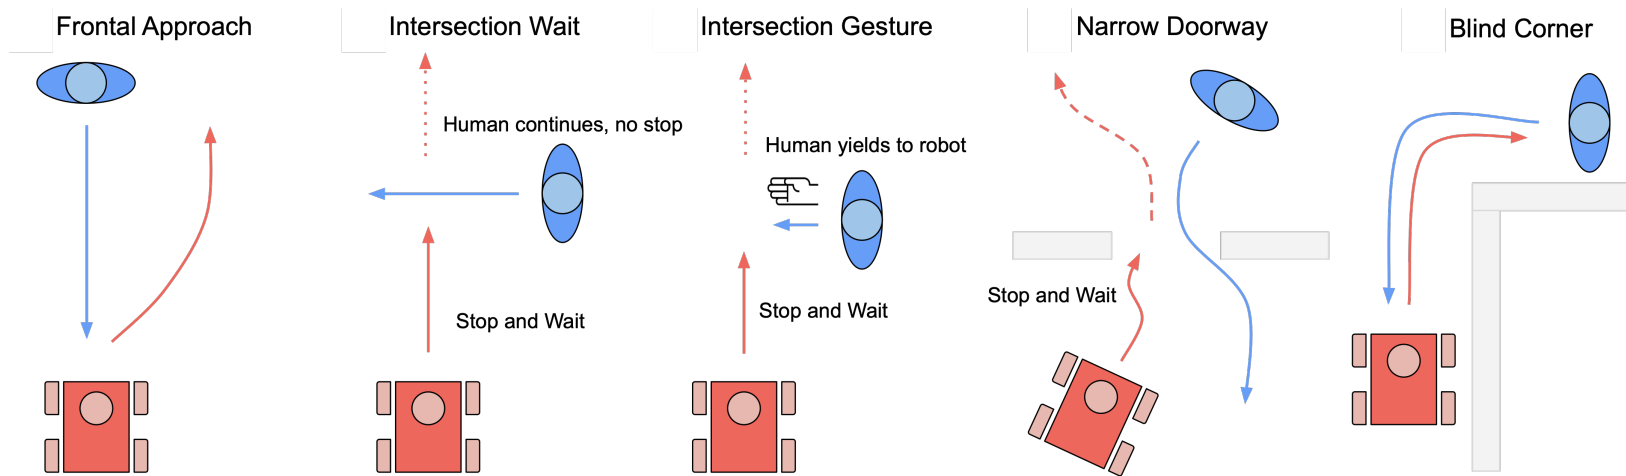 Frontal Approach
Intersection Wait
Intersection Gesture
Narrow Doorway
Blind Corner
Human continues, no stop
Human yields to robot
Stop and Wait
Stop and Wait
Stop and Wait